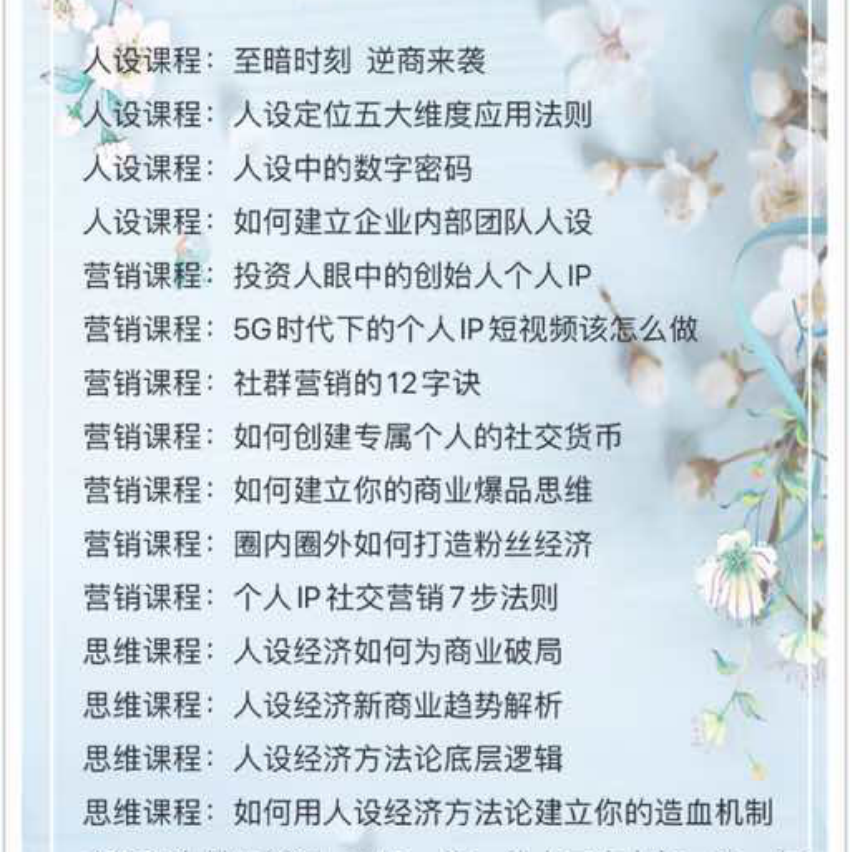 人设课程：至暗时刻 逆商来袭
人设课程：人设定位五大维度应用法则
人设课程：人设中的数字密码
人设课程：如何建立企业内部团队人设
营销课程：投资人眼中的创始人个人IP
营销课程：5G时代下的个人IP短视频该怎么做
营销课程：社群营销的12字诀
营销课程：如何创建专属个人的社交货币
营销课程：如何建立你的商业爆品思维
营销课程：圈内圈外如何打造粉丝经济
营销课程：个人IP社交营销7步法则
思维课程：人设经济如何为商业破局
思维课程：人设经济新商业趋势解析
思维课程：人设经济方法论底层逻辑
思维课程：如何用人设经济方法论建立你的造血机制